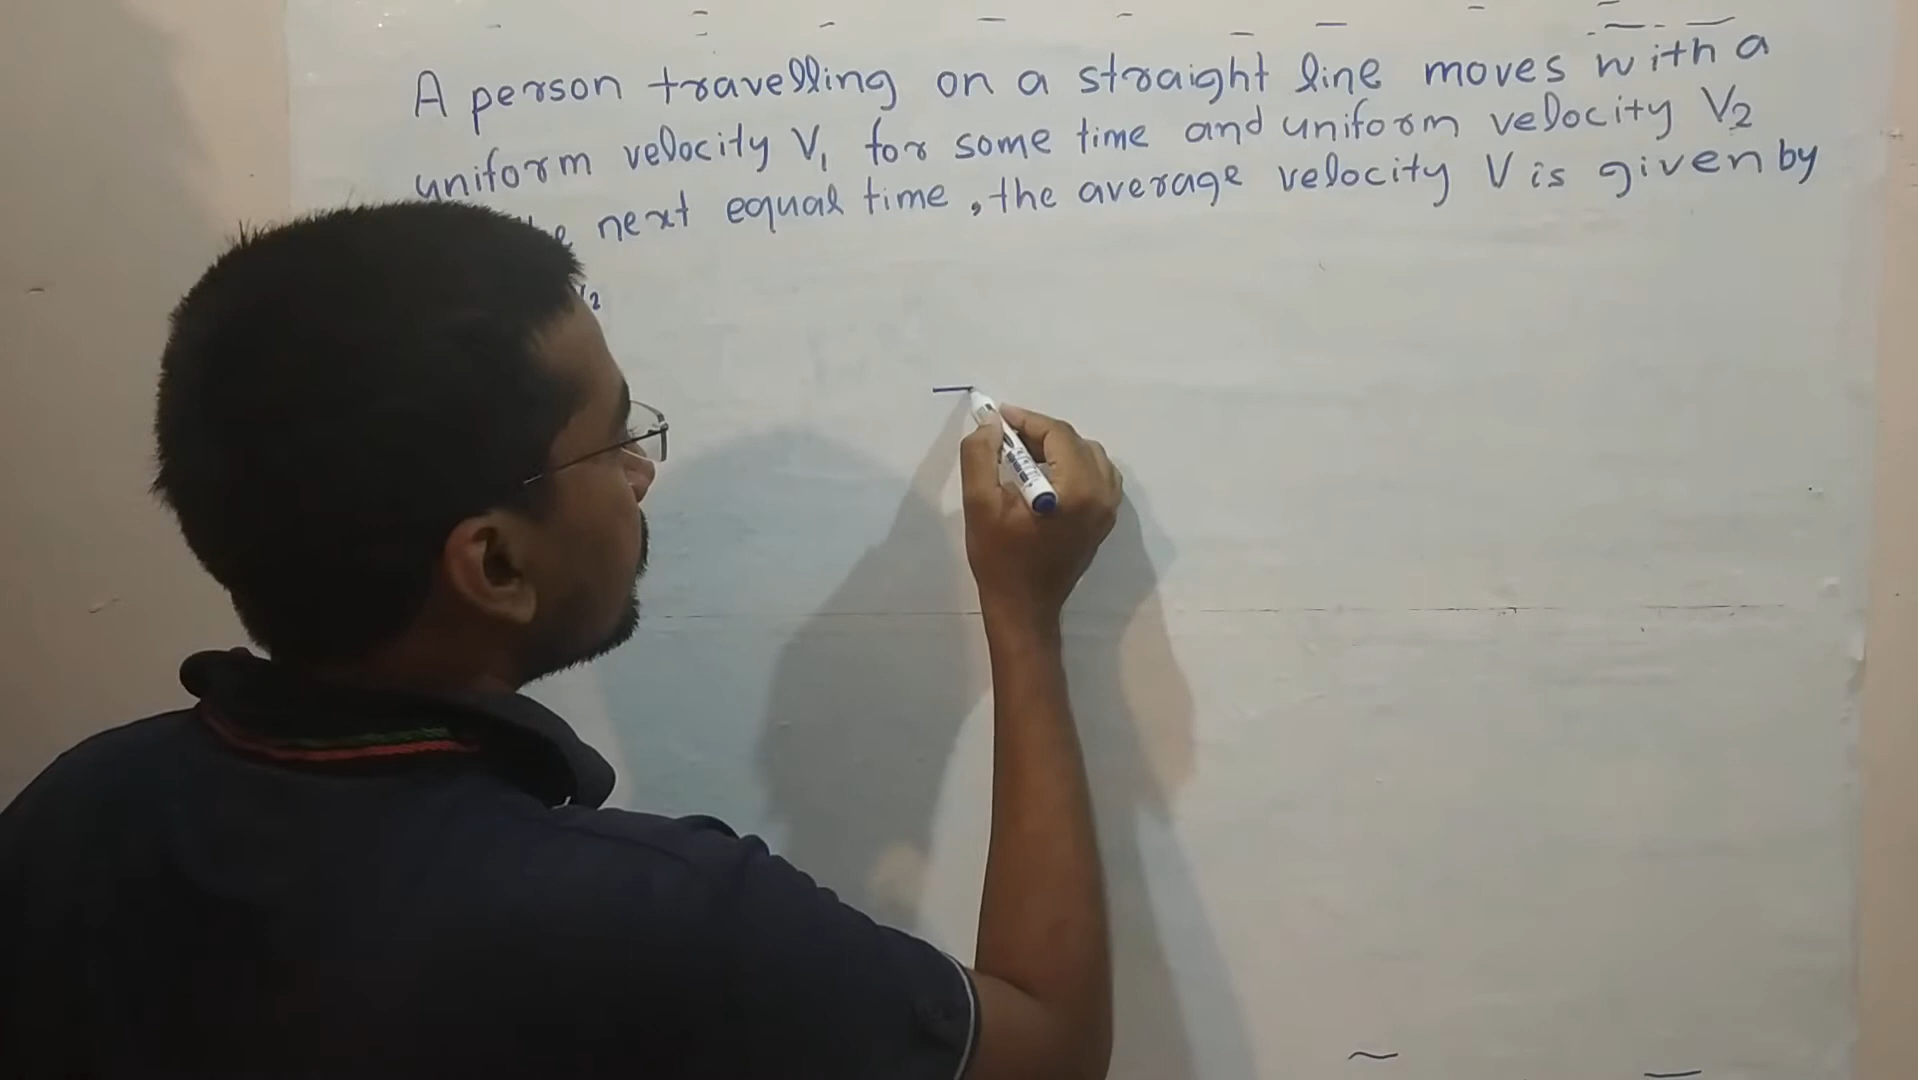 A person travelling on a straight line moves with a
uniform velocity V₁ for some time and uniform velocity V₂
next equal time, the average velocity V is given by